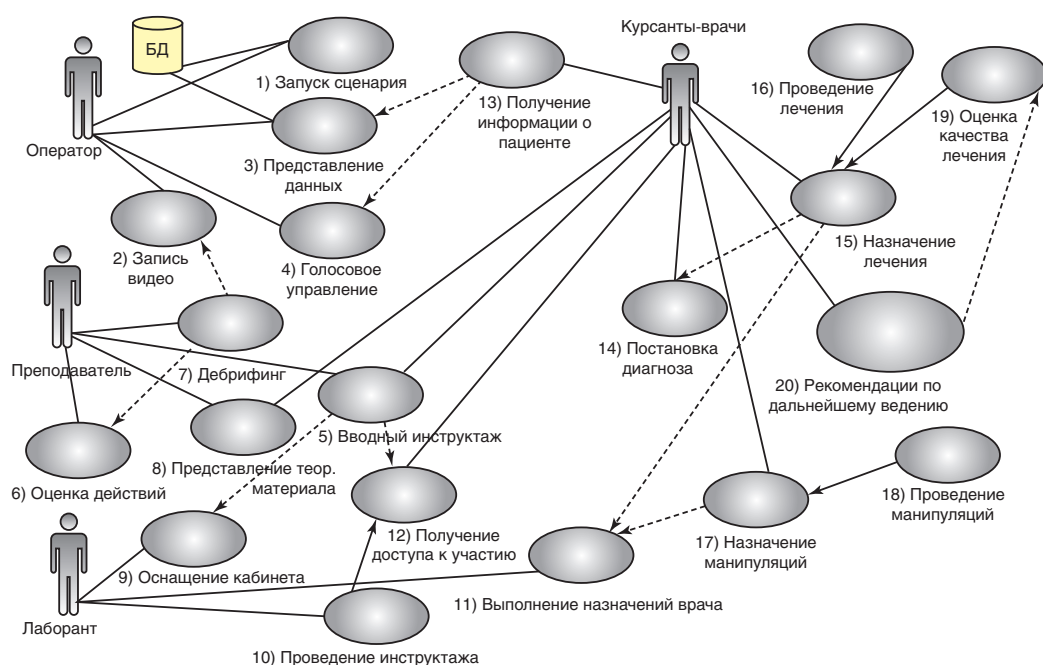 БД
Оператор
1) Запуск сценария
3) Представление
данных
2) Запись
видео
4) Голосовое
управление
13) Получение
информации о
пациенте
Курсанты-врачи
16) Проведение
лечения
19) Оценка
качества
лечения
15) Назначение
лечения
14) Постановка
диагноза
20) Рекомендации по
дальнейшему ведению
Преподаватель
7) Дебрифинг
5) Вводный инструктаж
6) Оценка действий
8) Представление теор.
материала
12) Получение
доступа к участию
18) Проведение
манипуляций
17) Назначение
манипуляций
9) Оснащение кабинета
11) Выполнение назначений врача
Лаборант
10) Проведение инструктажа